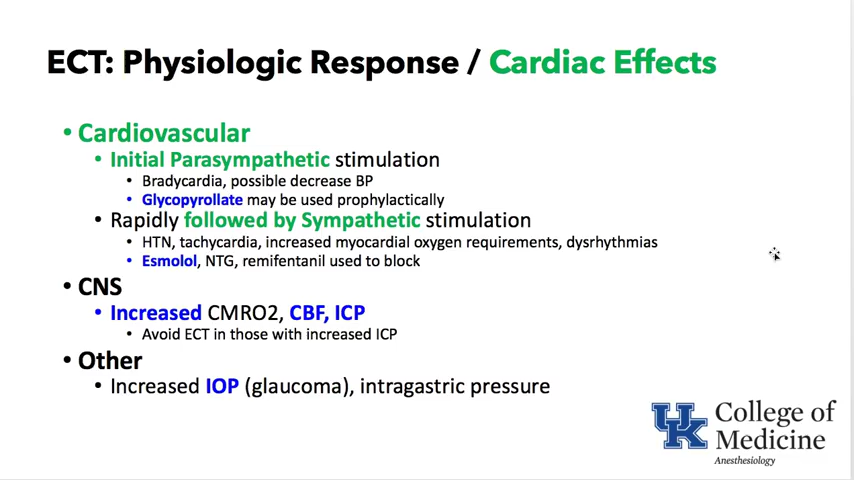 ECT: Physiologic Response / Cardiac Effects
• Cardiovascular
• Initial Parasympathetic stimulation
• Bradycardia, possible decrease BP
• Glycopyrollate may be used prophylactically
• Rapidly followed by Sympathetic stimulation
• HTN, tachycardia, increased myocardial oxygen requirements, dysrhythmias
• Esmolol, NTG, remifentanil used to block
• CNS
• Increased CMRO2, CBF, ICP
• Avoid ECT in those with increased ICP
• Other
• Increased IOP (glaucoma), intragastric pressure
UK College of
Medicine
Anesthesiology